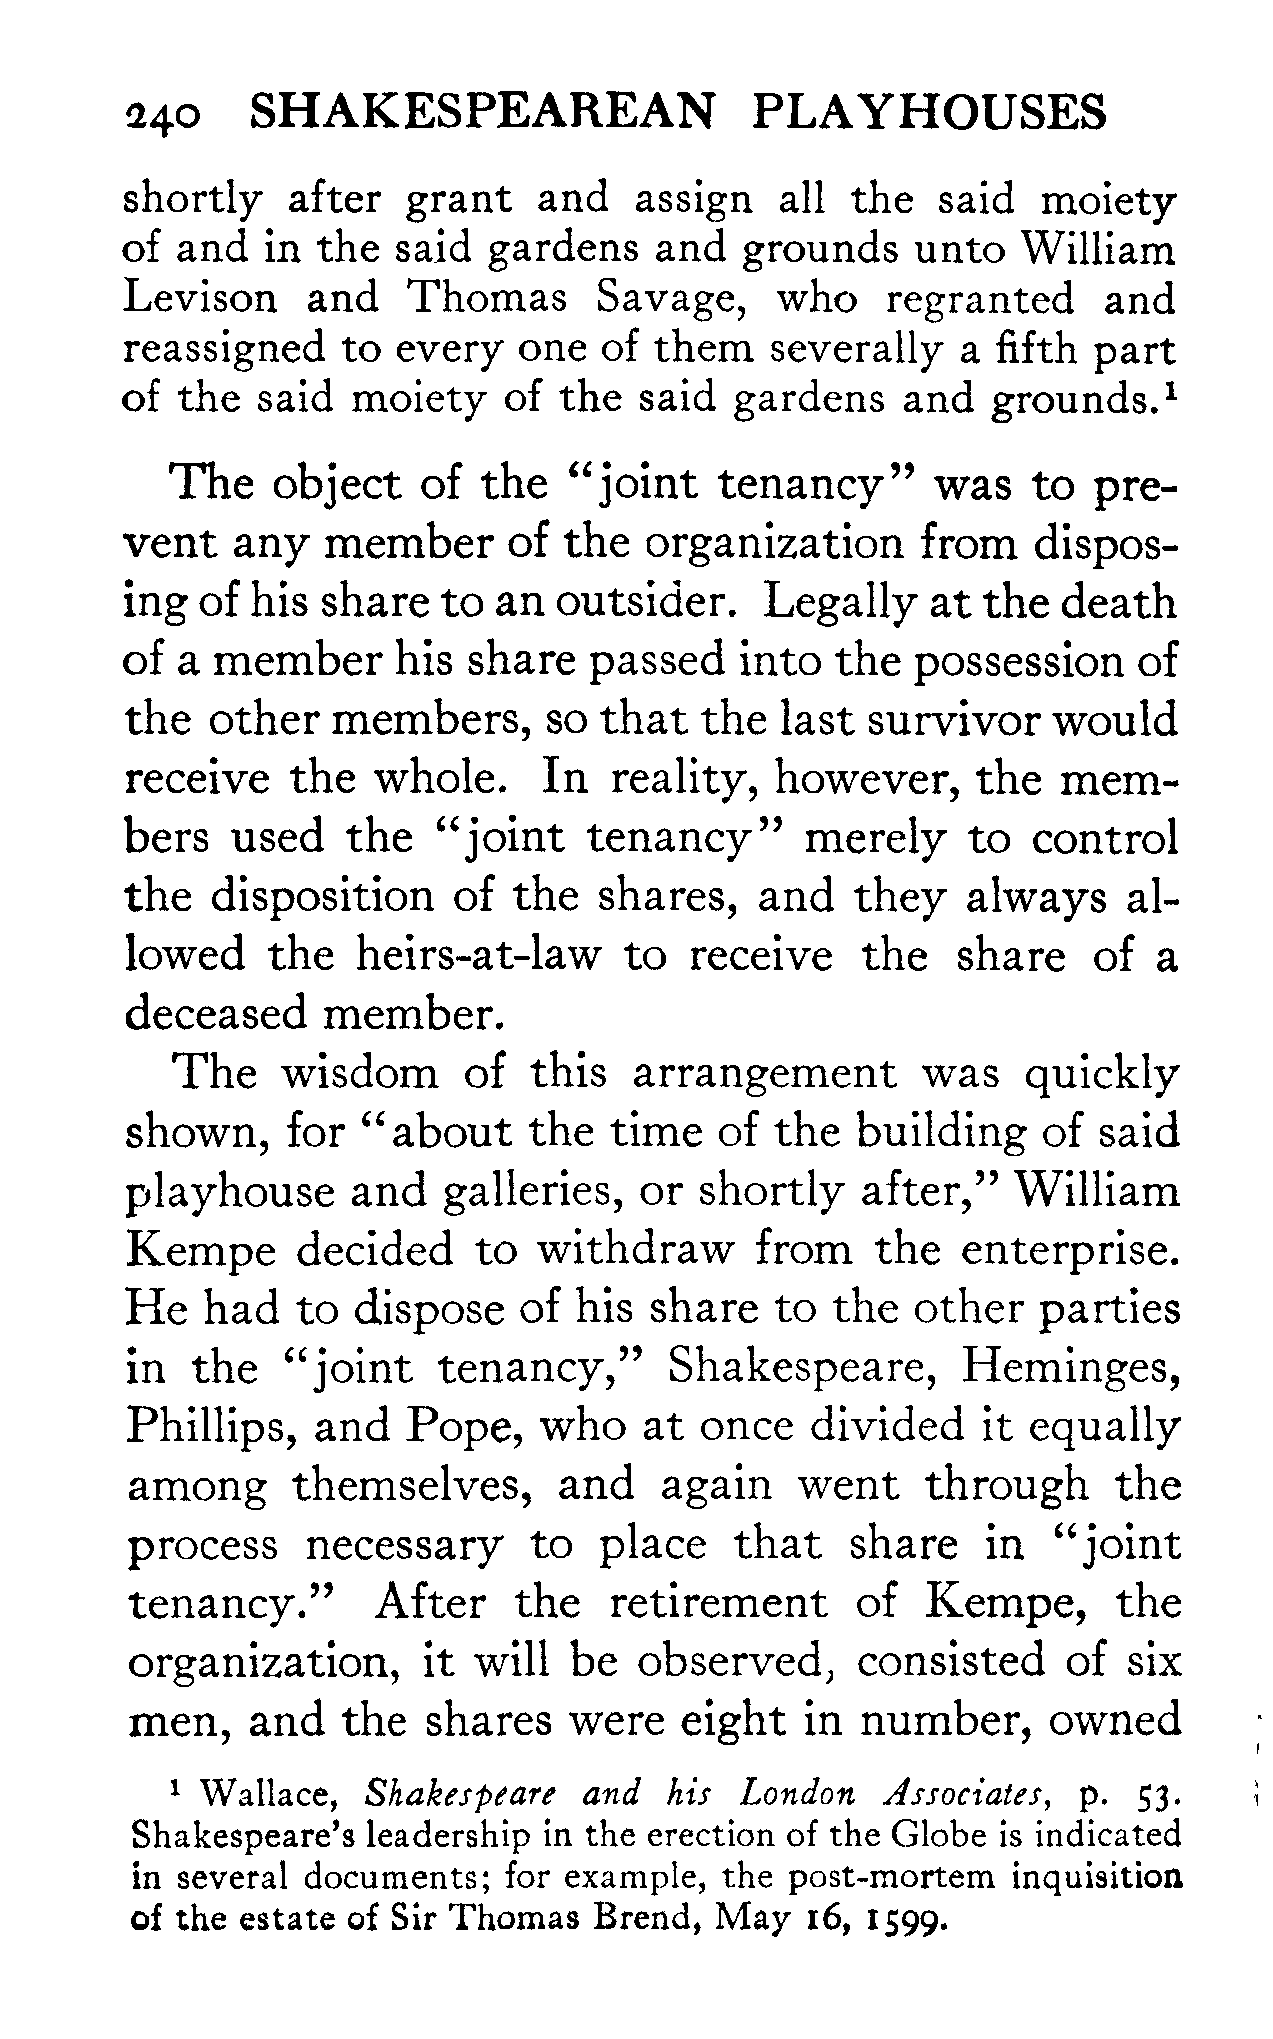 240 SHAKESPEAREAN PLAYHOUSES
shortly after grant and assign all the said moiety
of and in the said gardens and grounds unto William
Levison and Thomas Savage, who regranted and
reassigned to every one of them severally a fifth part
of the said moiety of the said gardens and grounds.¹
The object of the "joint tenancy" was to pre-
vent any member of the organization from dispos-
ing of his share to an outsider. Legally at the death
of a member his share passed into the possession of
the other members, so that the last survivor would
receive the whole. In reality, however, the mem-
bers used the "joint tenancy" merely to control
the disposition of the shares, and they always al-
lowed the heirs-at-law to receive the share of a
deceased member.
The wisdom of this arrangement was quickly
shown, for "about the time of the building of said
playhouse and galleries, or shortly after," William
Kempe decided to withdraw from the enterprise.
He had to dispose of his share to the other parties
in the "joint tenancy," Shakespeare, Heminges,
Phillips, and Pope, who at once divided it equally
among themselves, and again went through the
process necessary to place that share in "joint
tenancy." After the retirement of Kempe, the
organization, it will be observed, consisted of six
men, and the shares were eight in number, owned
¹ Wallace, Shakespeare and his London Associates, p. 53.
Shakespeare's leadership in the erection of the Globe is indicated
in several documents; for example, the post-mortem inquisition
of the estate of Sir Thomas Brend, May 16, 1599.